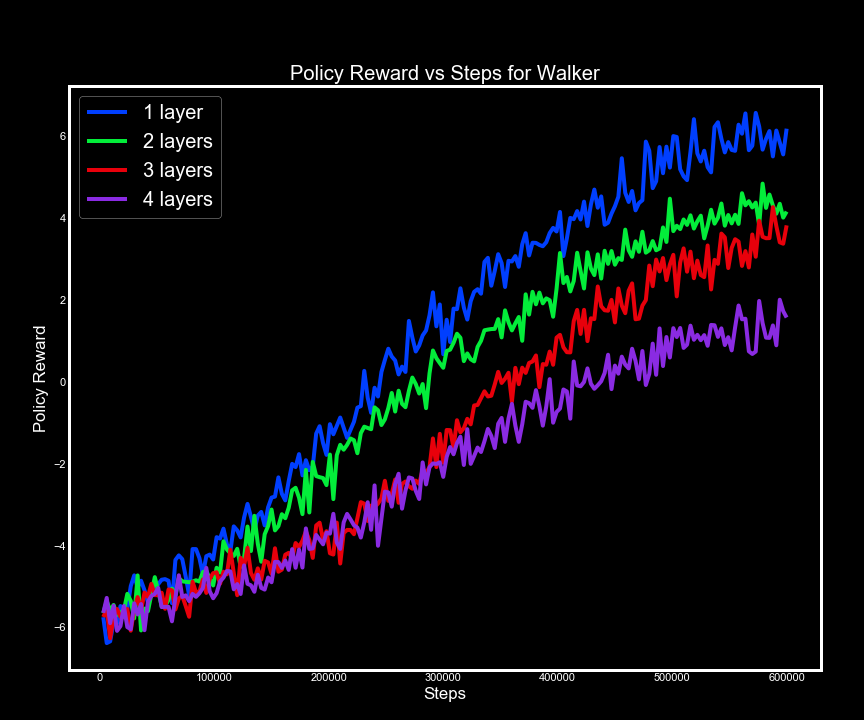 Policy Reward vs Steps for Walker
1 layer
2 layers
3 layers
4 layers
6
4
2
0
−2
−4
−6
Policy Reward
0 100000 200000 300000 400000 500000 600000
Steps